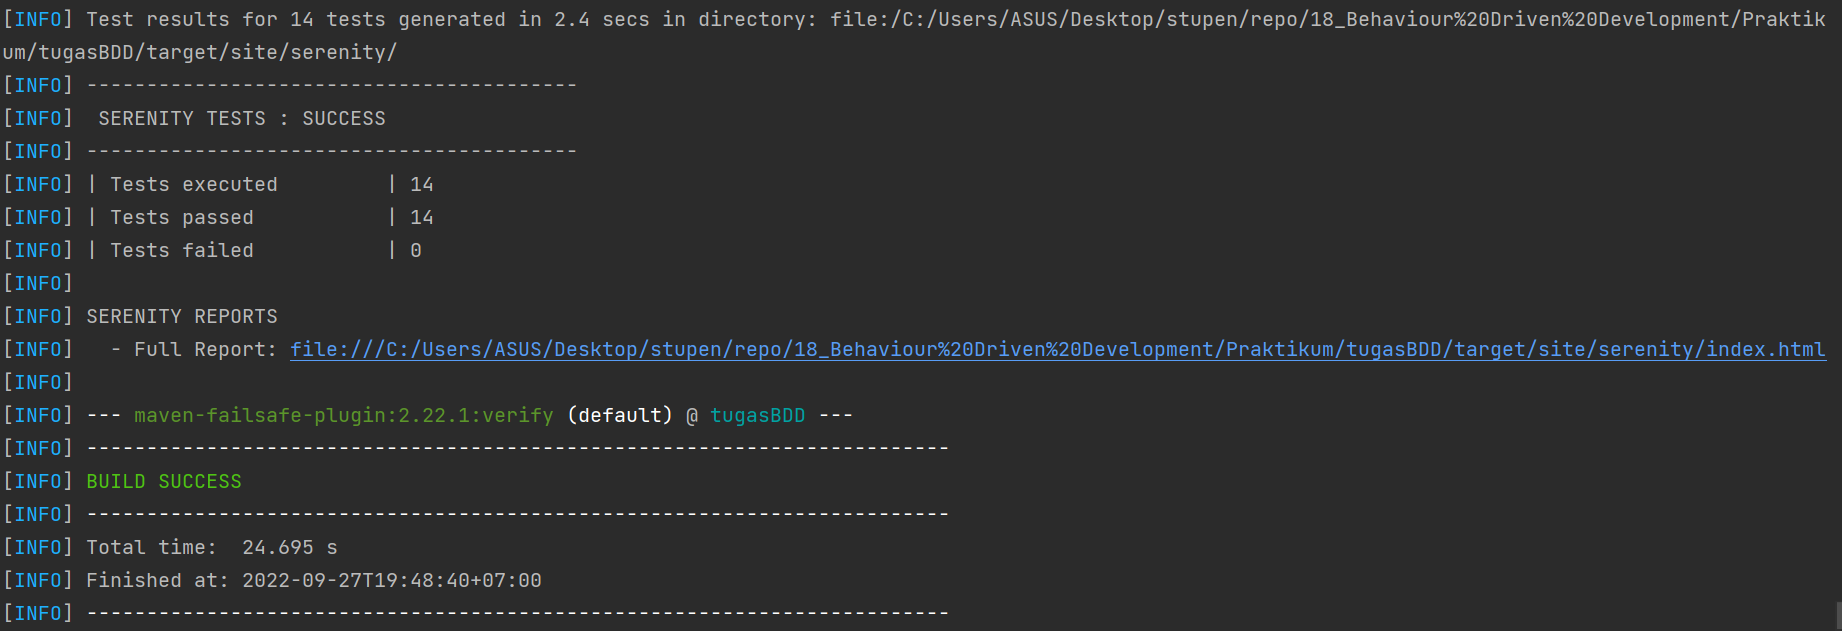 [INFO] Test results for 14 tests generated in 2.4 secs in directory: file:/C:/Users/ASUS/Desktop/stupen/repo/18_Behaviour%20Driven%20Development/Praktik
um/tugasBDD/target/site/serenity/
[INFO] -----------------------------------------
[INFO]  SERENITY TESTS : SUCCESS
[INFO] -----------------------------------------
[INFO] | Tests executed         | 14
[INFO] | Tests passed           | 14
[INFO] | Tests failed           | 0
[INFO]
[INFO] SERENITY REPORTS
[INFO]   - Full Report: file:///C:/Users/ASUS/Desktop/stupen/repo/18_Behaviour%20Driven%20Development/Praktikum/tugasBDD/target/site/serenity/index.html
[INFO]
[INFO] --- maven-failsafe-plugin:2.22.1:verify (default) @ tugasBDD ---
[INFO] ------------------------------------------------------------------------
[INFO] BUILD SUCCESS
[INFO] ------------------------------------------------------------------------
[INFO] Total time:  24.695 s
[INFO] Finished at: 2022-09-27T19:48:40+07:00
[INFO] ------------------------------------------------------------------------